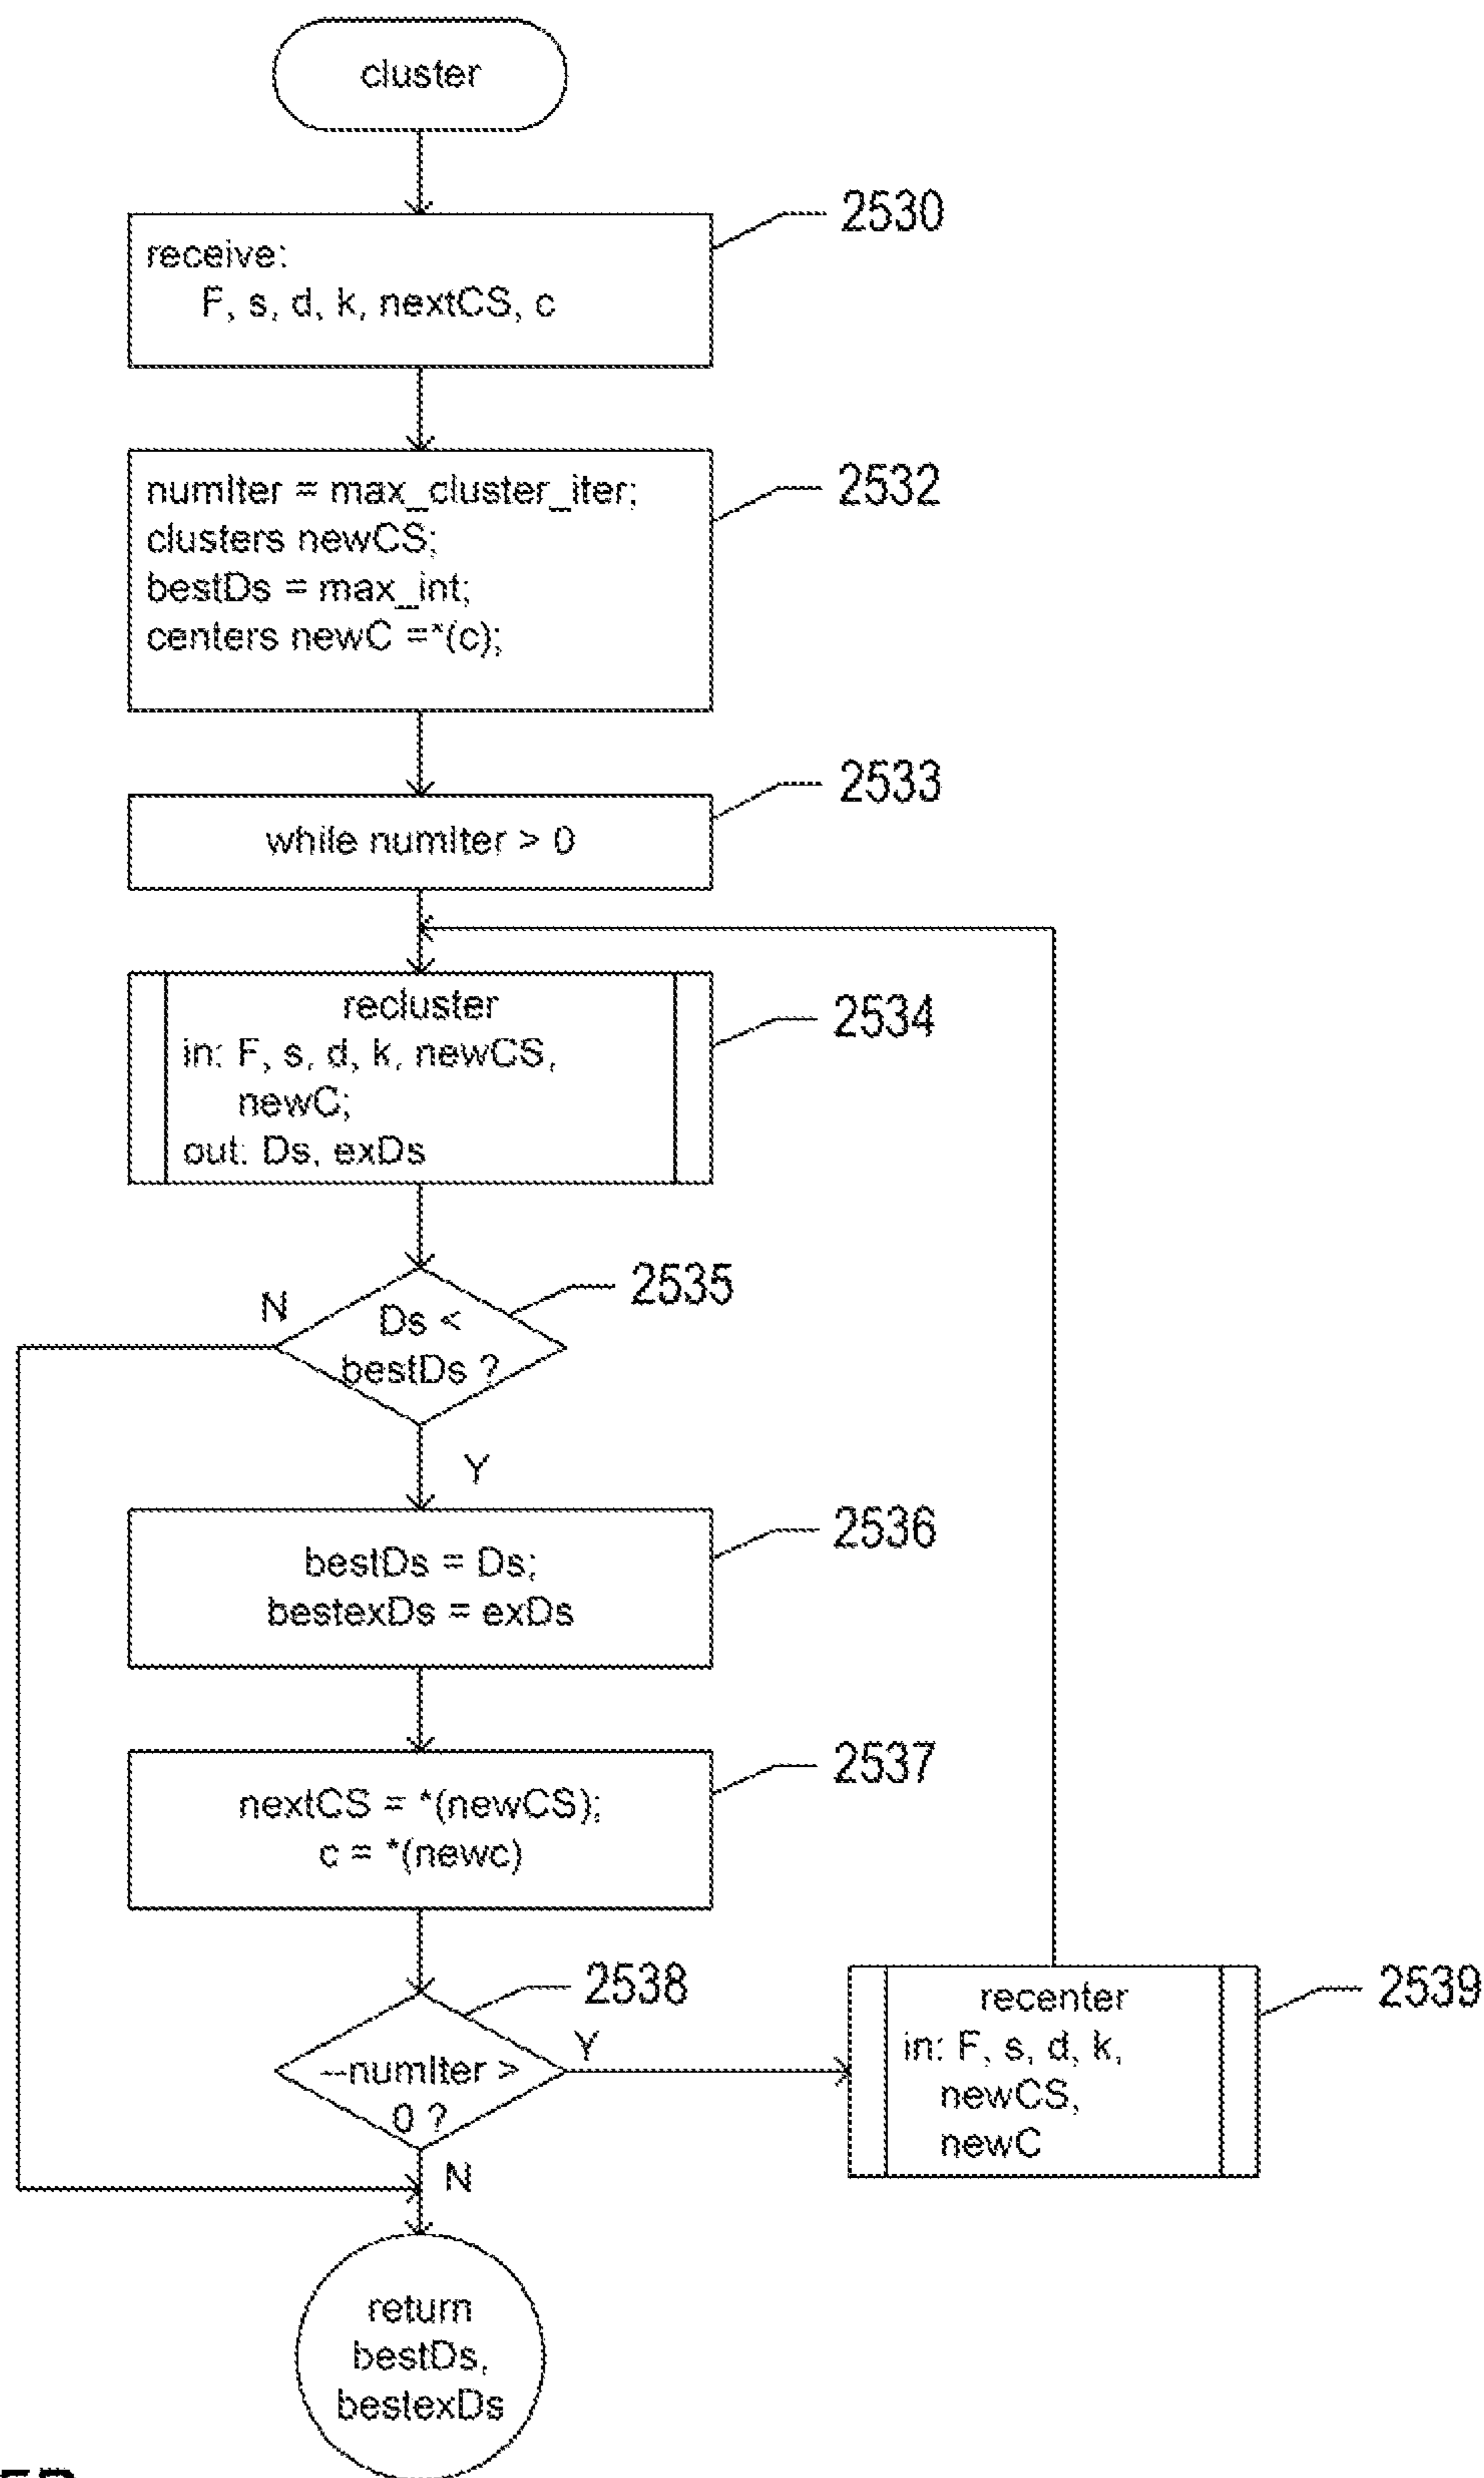 cluster
2530
receive:
F, s, d, k, nextCS, c
2532
numIter = max_cluster_iter;
clusters newCS;
bestDs = max_int;
centers newC =*(c);
2533
while numIter > 0
recluster
2534
in: F, s, d, k, newCS,
newC;
out: Ds, exDs
2535
N
Ds <
bestDs ?
Y
2536
bestDs = Ds;
bestexDs = exDs
2537
nextCS = *(newCS);
c = *(newc)
2538
--numIter >
0 ?
Y
N
2539
recenter
in: F, s, d, k,
newCS,
newC
return
bestDs,
bestexDs